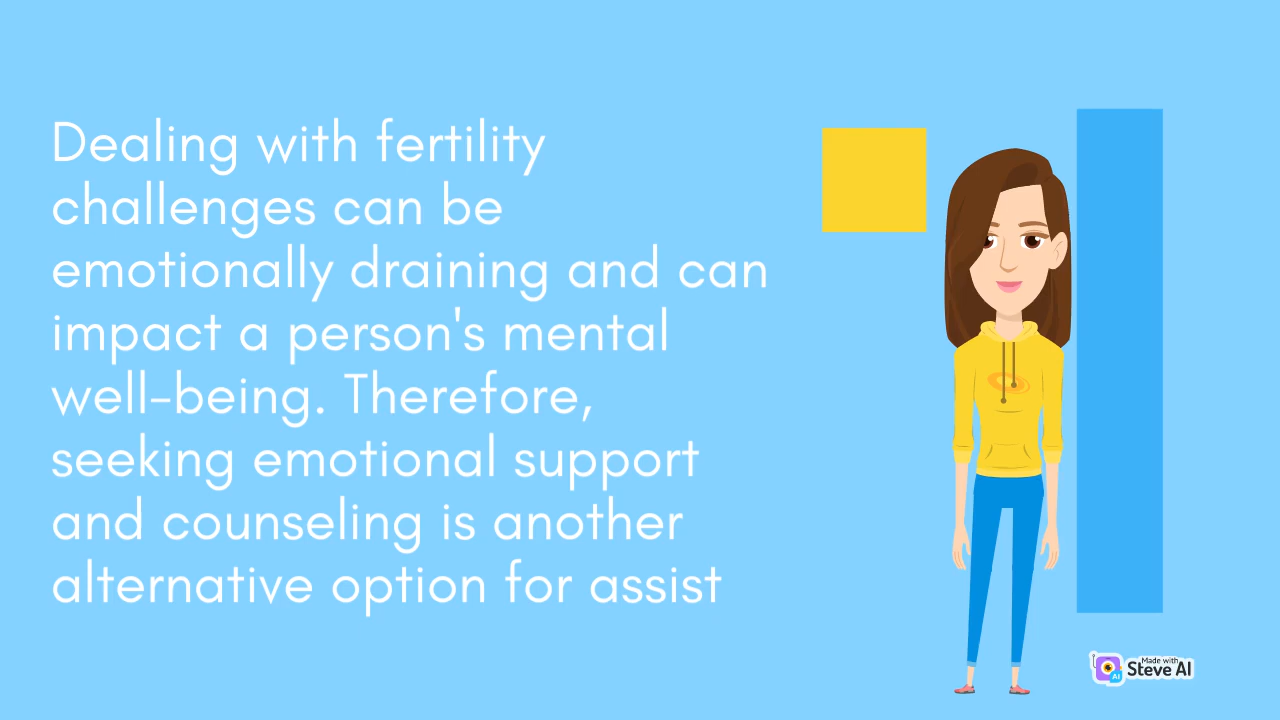 Dealing with fertility
challenges can be
emotionally draining and can
impact a person's mental
well-being. Therefore,
seeking emotional support
and counseling is another
alternative option for assist
Made with
Steve AI
AI